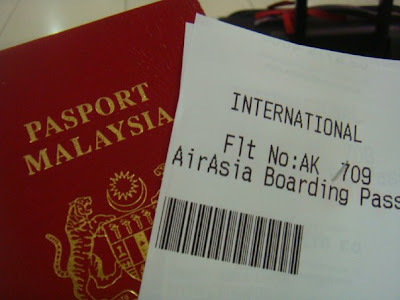 PASPORT
MALAYSIA
INTERNATIONAL
Flt No:AK 709
AirAsia Boarding Pass